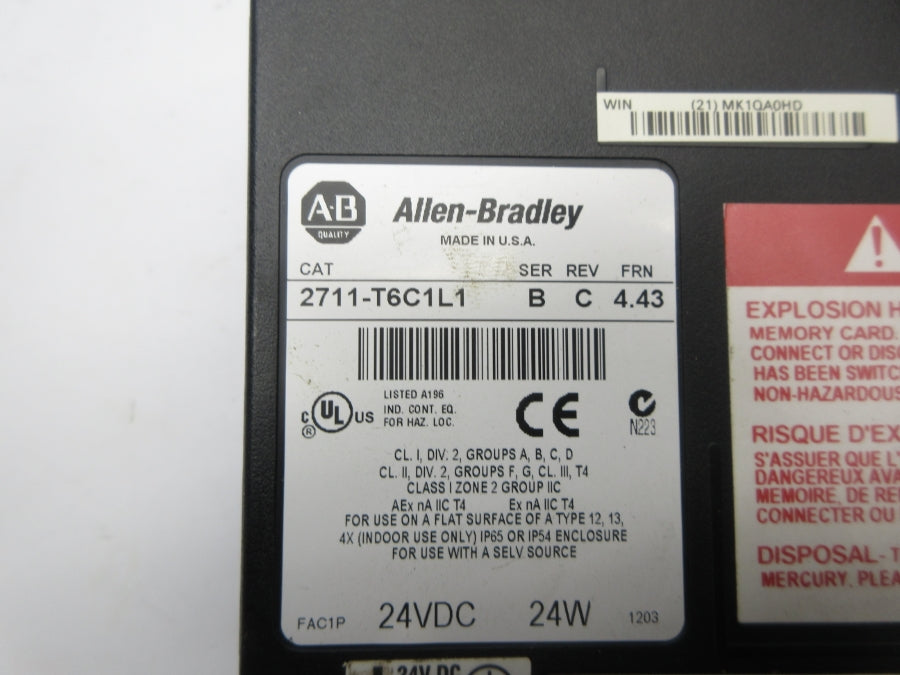 WIN (21) MK1QA0HD
A·B
QUALITY
Allen-Bradley
MADE IN U.S.A.
CAT SER REV FRN
2711-T6C1L1 B C 4.43
LISTED A196
IND. CONT. EQ.
FOR HAZ. LOC.
C UL US
®
CE
N223
CL. I, DIV. 2, GROUPS A, B, C, D
CL. II, DIV. 2, GROUPS F, G, CL. III, T4
CLASS I ZONE 2 GROUP IIC
AEx nA IIC T4 Ex nA IIC T4
FOR USE ON A FLAT SURFACE OF A TYPE 12, 13,
4X (INDOOR USE ONLY) IP65 OR IP54 ENCLOSURE
FOR USE WITH A SELV SOURCE
FAC1P 24VDC 24W 1203
24V DC
EXPLOSION H
MEMORY CARD.
CONNECT OR DISC
HAS BEEN SWITC
NON-HAZARDOUS
RISQUE D'EX
S'ASSURER QUE L'
DANGEREUX AVA
MEMOIRE, DE RE
CONNECTER OU
DISPOSAL - T
MERCURY. PLEA